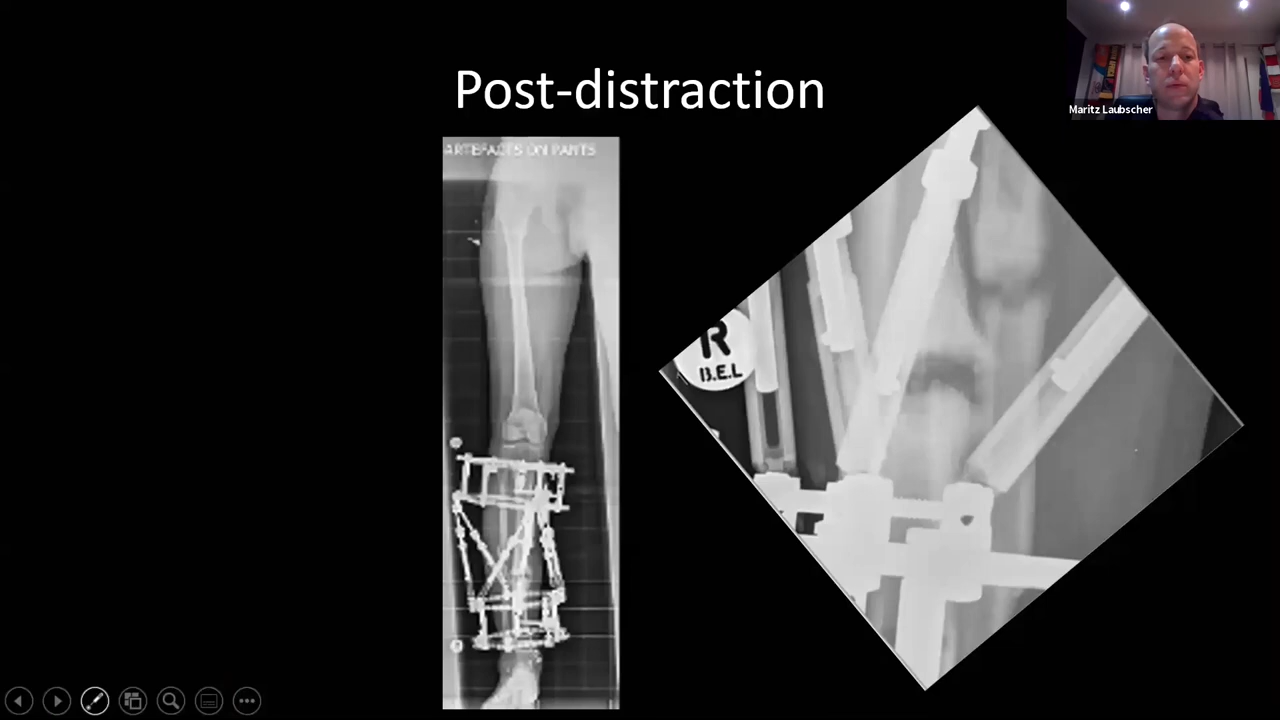 Post-distraction
Maritz Laubscher
ARTEFACTS ON PANTS
R
B.E.L